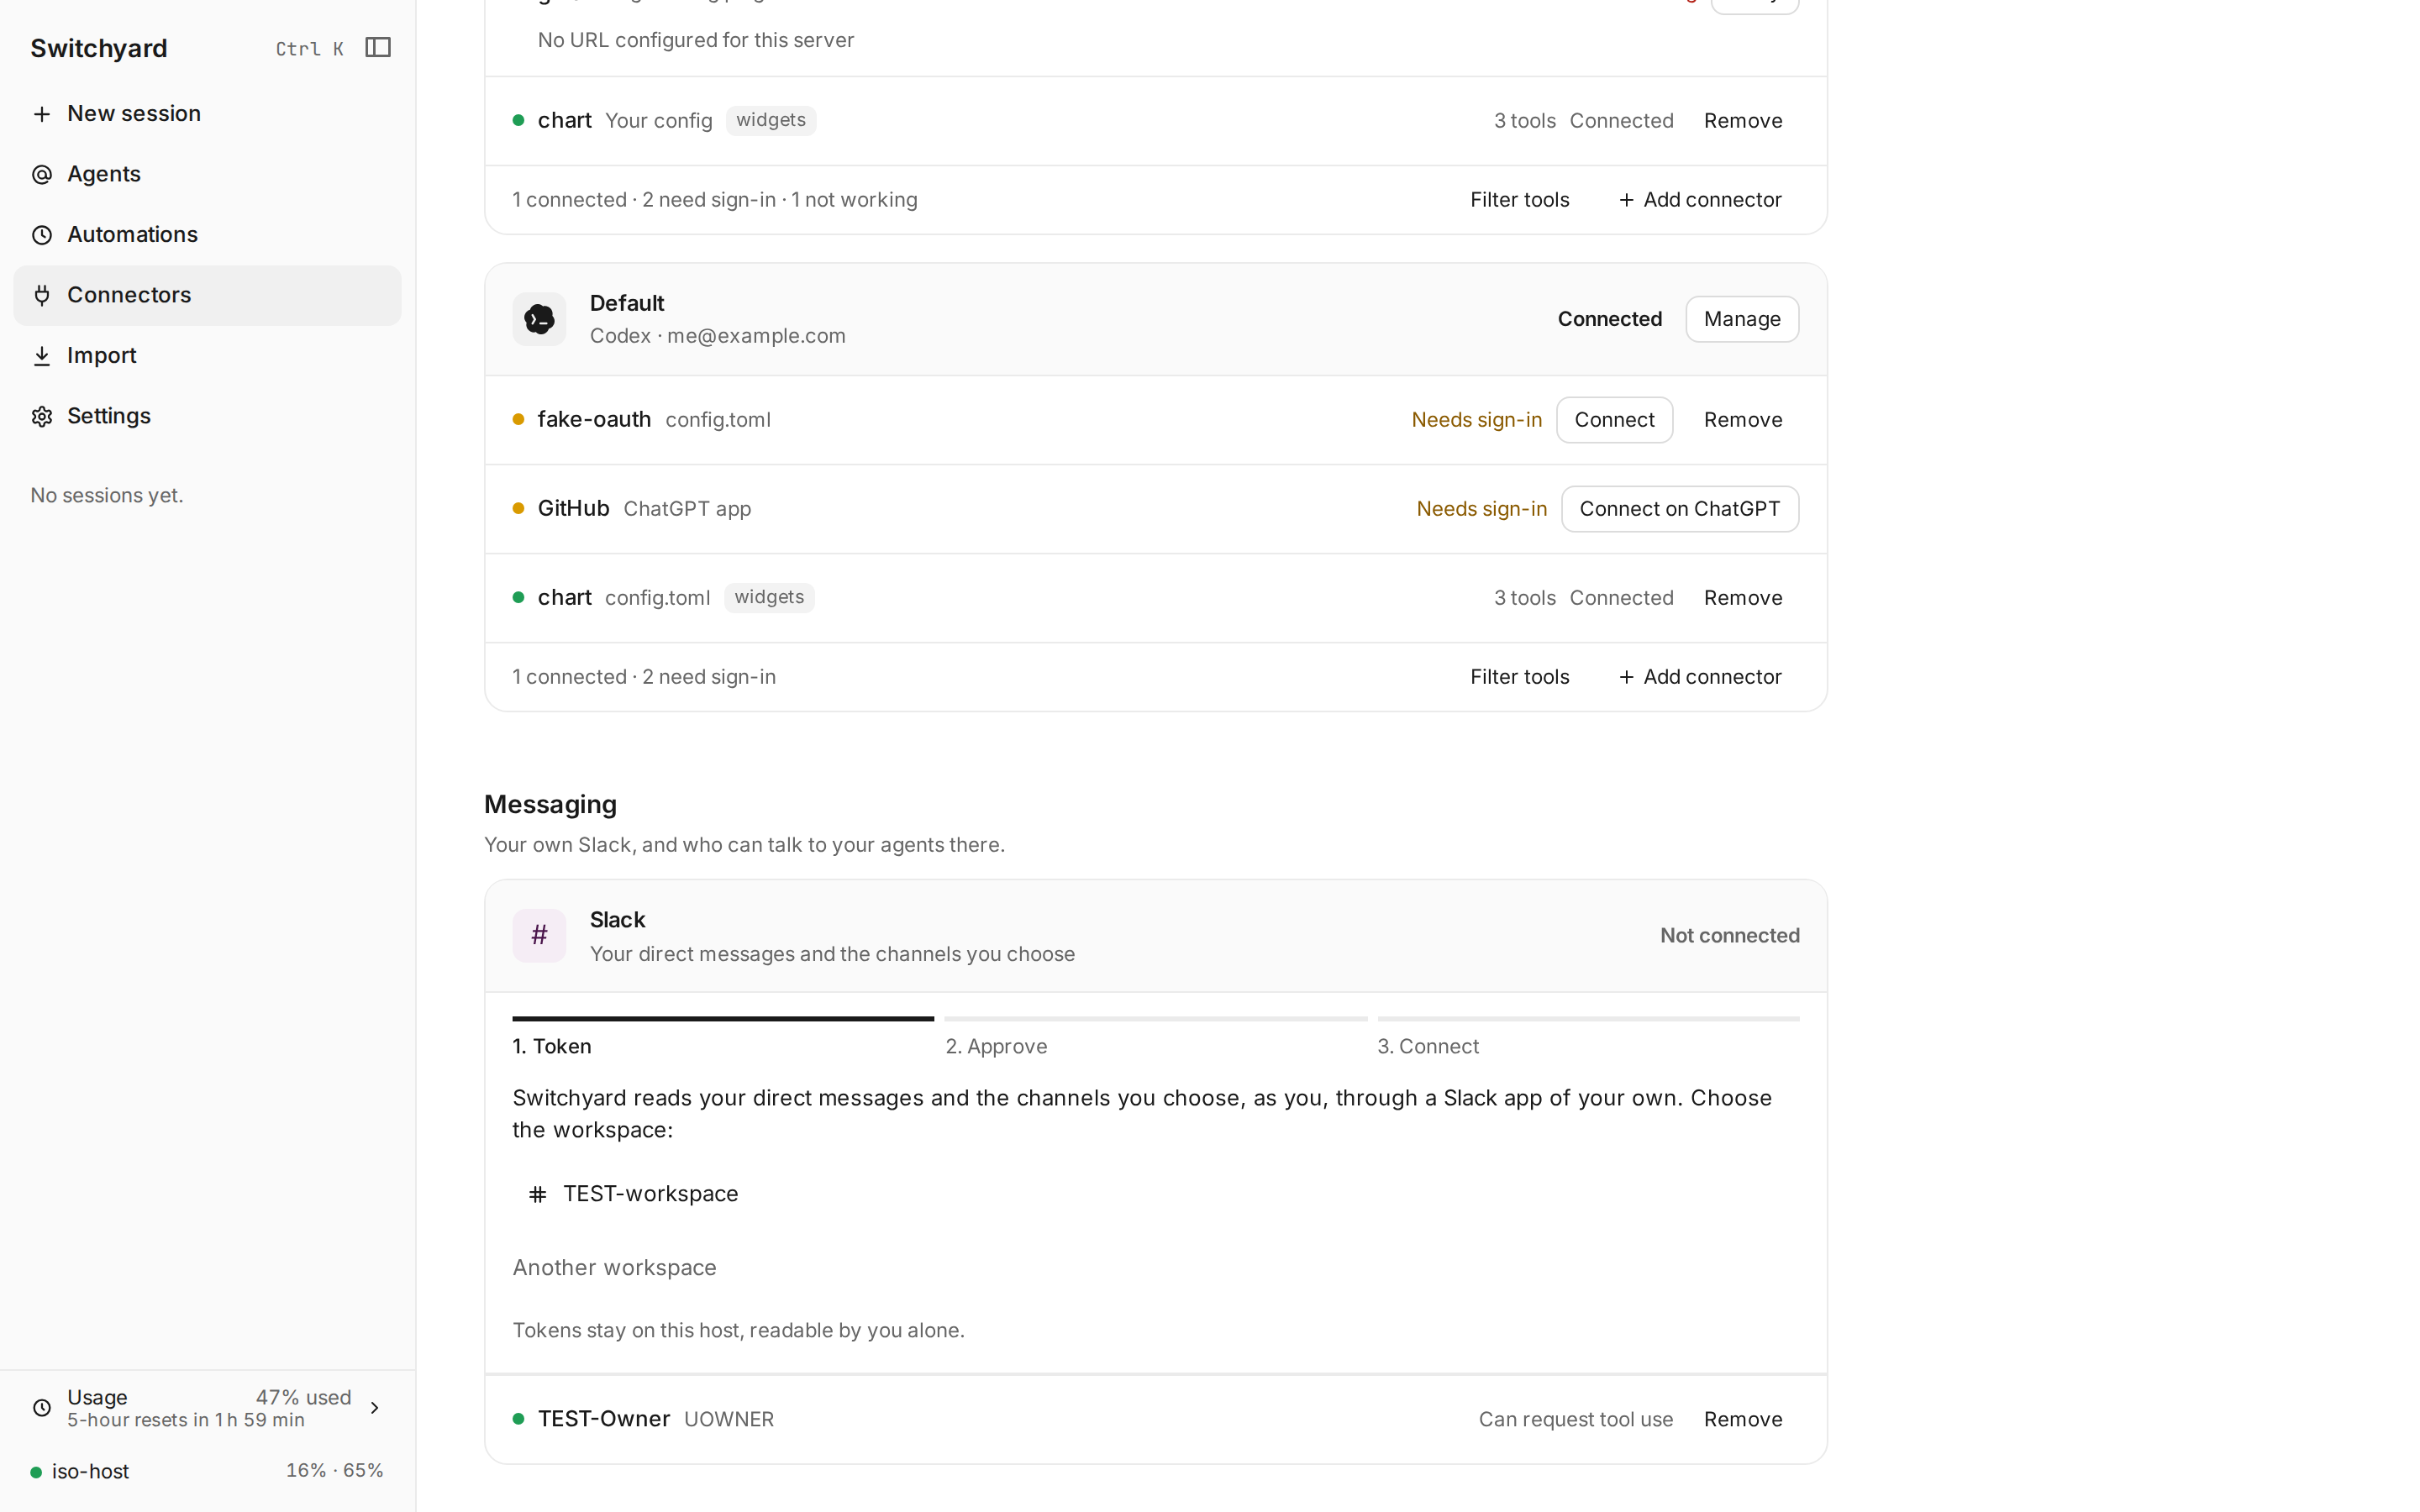 Switchyard
Ctrl K
New session
Agents
Automations
Connectors
Import
Settings
No sessions yet.
Usage
47% used
5-hour resets in 1 h 59 min
iso-host
16% · 65%
No URL configured for this server
chart Your config widgets
3 tools Connected Remove
1 connected · 2 need sign-in · 1 not working
Filter tools + Add connector
Default
Codex · me@example.com
Connected Manage
fake-oauth config.toml
Needs sign-in Connect Remove
GitHub ChatGPT app
Needs sign-in Connect on ChatGPT
chart config.toml widgets
3 tools Connected Remove
1 connected · 2 need sign-in
Filter tools + Add connector
Messaging
Your own Slack, and who can talk to your agents there.
# Slack
Your direct messages and the channels you choose
Not connected
1. Token
2. Approve
3. Connect
Switchyard reads your direct messages and the channels you choose, as you, through a Slack app of your own. Choose
the workspace:
# TEST-workspace
Another workspace
Tokens stay on this host, readable by you alone.
TEST-Owner UOWNER
Can request tool use Remove